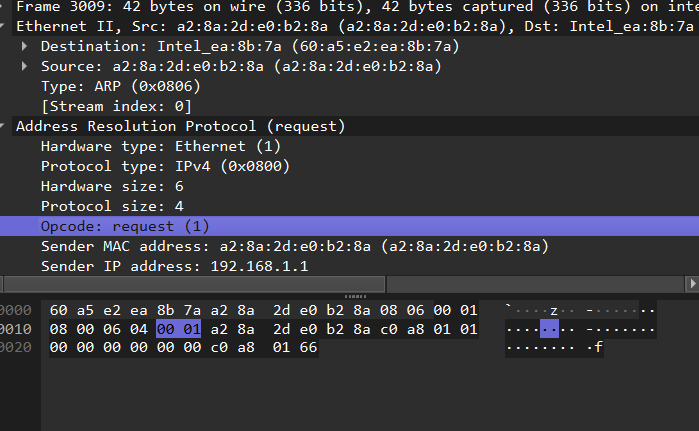 Frame 3009: 42 bytes on wire (336 bits), 42 bytes captured (336 bits) on inte
Ethernet II, Src: a2:8a:2d:e0:b2:8a (a2:8a:2d:e0:b2:8a), Dst: Intel_ea:8b:7a
Destination: Intel_ea:8b:7a (60:a5:e2:ea:8b:7a)
Source: a2:8a:2d:e0:b2:8a (a2:8a:2d:e0:b2:8a)
Type: ARP (0x0806)
[Stream index: 0]
Address Resolution Protocol (request)
Hardware type: Ethernet (1)
Protocol type: IPv4 (0x0800)
Hardware size: 6
Protocol size: 4
Opcode: request (1)
Sender MAC address: a2:8a:2d:e0:b2:8a (a2:8a:2d:e0:b2:8a)
Sender IP address: 192.168.1.1
0000 60 a5 e2 ea 8b 7a a2 8a 2d e0 b2 8a 08 06 00 01 `····z·· -·······
0010 08 00 06 04 00 01 a2 8a 2d e0 b2 8a c0 a8 01 01 ········ -·······
0020 00 00 00 00 00 00 c0 a8 01 66 ········ ·f